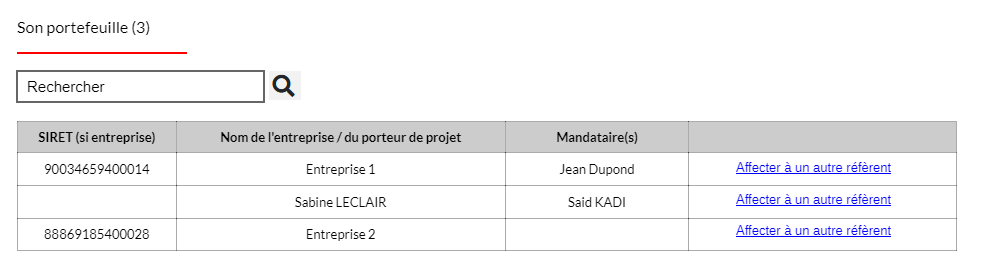 Son portefeuille (3)
Rechercher
SIRET (si entreprise) Nom de l'entreprise / du porteur de projet Mandataire(s)
90034659400014 Entreprise 1 Jean Dupond Affecter à un autre référent
Sabine LECLAIR Said KADI Affecter à un autre référent
88869185400028 Entreprise 2 Affecter à un autre référent